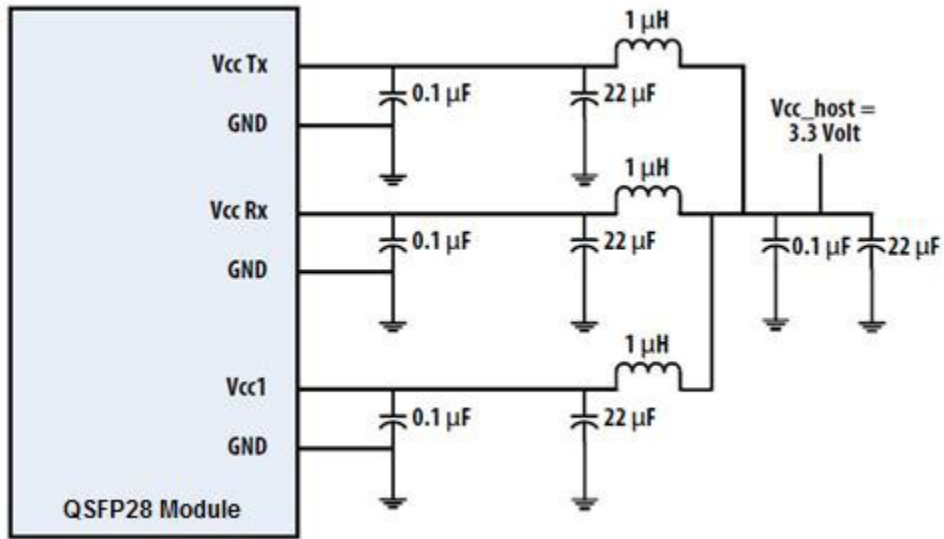 1 μH
Vcc Tx
0.1 μF
22 μF
GND
Vcc_host =
3.3 Volt
1 μH
Vcc Rx
0.1 μF
22 μF
0.1 μF
22 μF
GND
1 μH
Vcc1
0.1 μF
22 μF
GND
QSFP28 Module